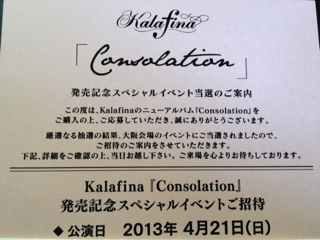 Kalafina
「Consolation」
発売記念スペシャルイベント当選のご案内
この度は、Kalafinaのニューアルバム『Consolation』を
ご購入の上、ご応募していただき、誠にありがとうございます。
厳選なる抽選の結果、大阪会場のイベントにご当選されましたので、
ご招待のご案内をさせていただきます。
下記、詳細をご確認の上、当日お越し下さい。ご来場を心よりお待ちしております。
Kalafina『Consolation』
発売記念スペシャルイベントご招待
◆ 公演日 2013年 4月21日(日)